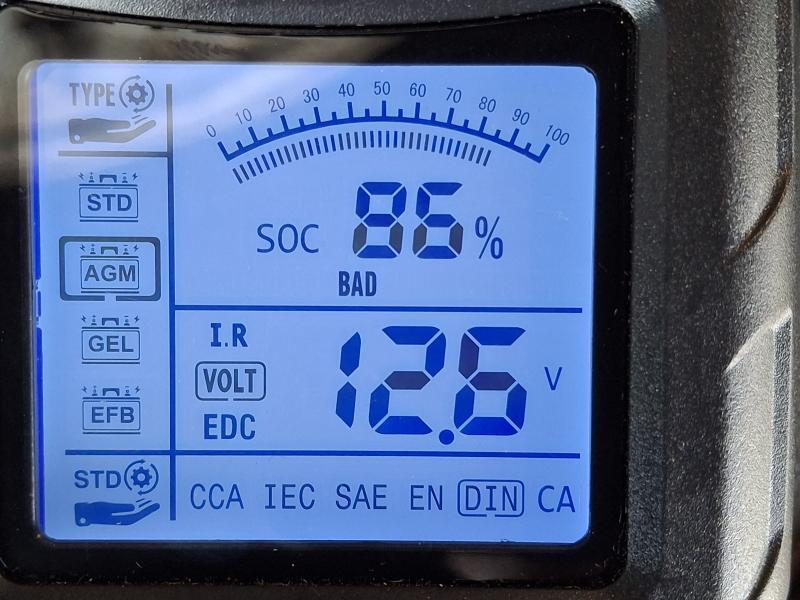 TYPE
0 10 20 30 40 50 60 70 80 90 100
STD
SOC 86 %
AGM
BAD
GEL
I.R
VOLT 12.6 V
EFB
EDC
STD
CCA IEC SAE EN DIN CA